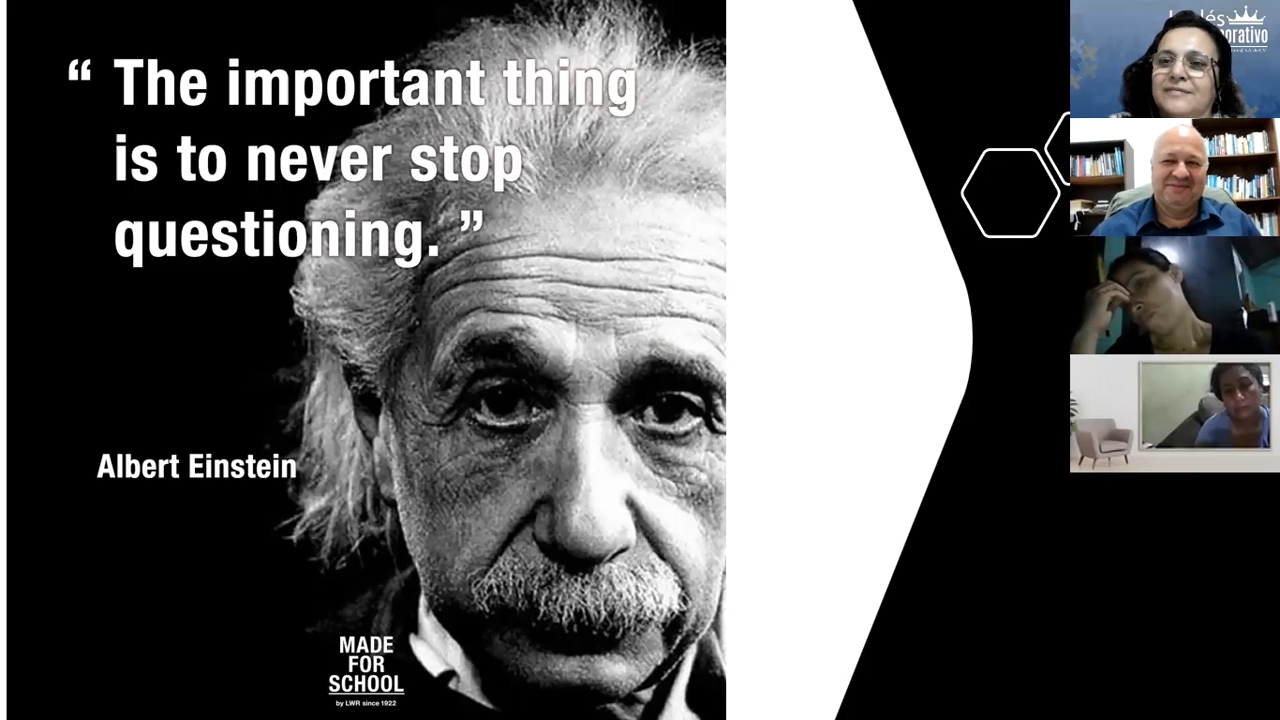 “ The important thing
is to never stop
questioning. ”
Albert Einstein
MADE
FOR
SCHOOL
by LWR since 1922